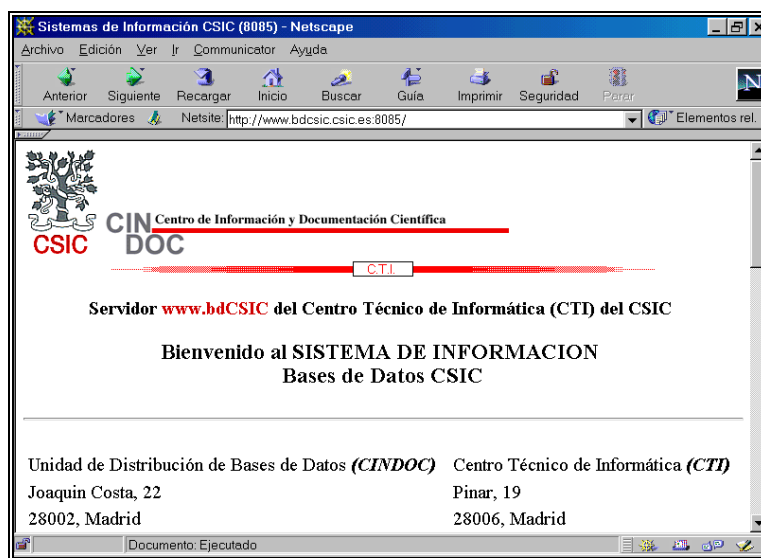 Sistemas de Información CSIC (8085) - Netscape
Archivo Edición Ver Ir Communicator Ayuda
Anterior Siguiente Recargar Inicio Buscar Guía Imprimir Seguridad Parar
N
Marcadores Netsite: http://www.bdcsic.csic.es:8085/ Elementos rel.
CSIC
CINDOC
Centro de Información y Documentación Científica
C.T.I.
Servidor www.bdCSIC del Centro Técnico de Informática (CTI) del CSIC
Bienvenido al SISTEMA DE INFORMACION
Bases de Datos CSIC
Unidad de Distribución de Bases de Datos (CINDOC) Centro Técnico de Informática (CTI)
Joaquin Costa, 22 Pinar, 19
28002, Madrid 28006, Madrid
Documento: Ejecutado